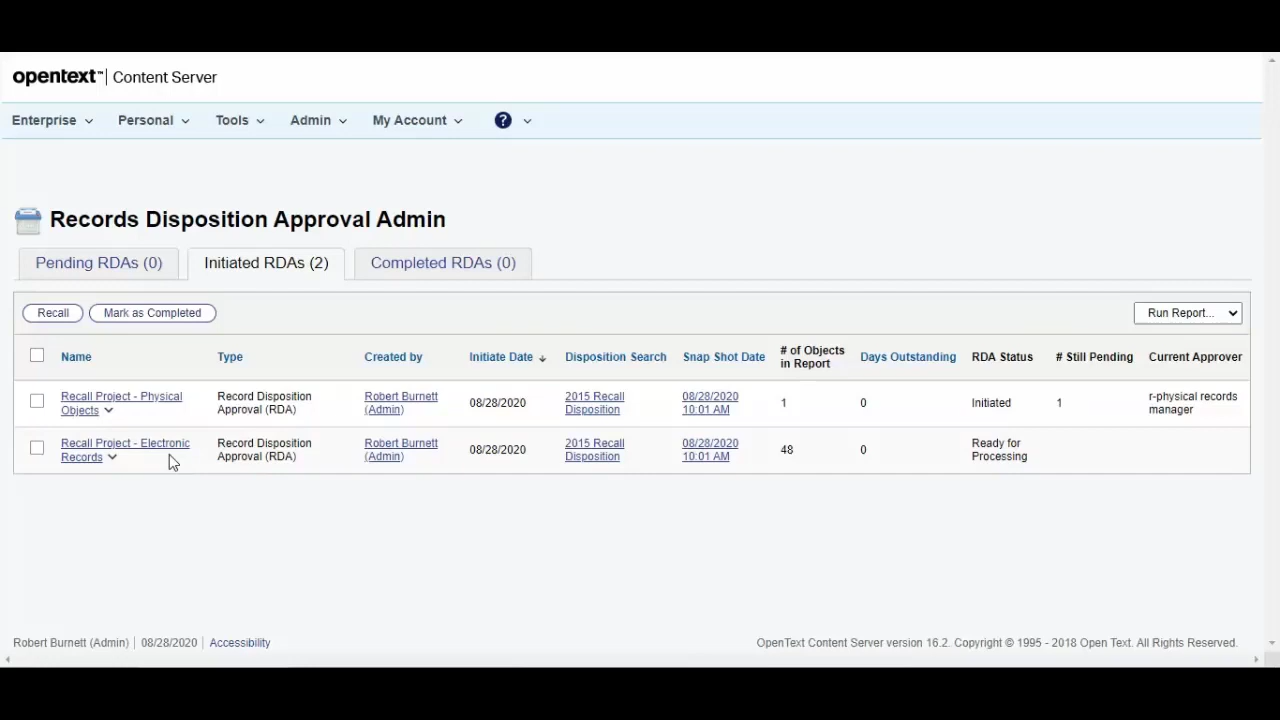 opentext™ | Content Server
Enterprise Personal Tools Admin My Account ?
Records Disposition Approval Admin
Pending RDAs (0) Initiated RDAs (2) Completed RDAs (0)
Recall Mark as Completed Run Report...
Name Type Created by Initiate Date Disposition Search Snap Shot Date # of Objects in Report Days Outstanding RDA Status # Still Pending Current Approver
Recall Project - Physical Record Disposition Robert Burnett 08/28/2020 2015 Recall 08/28/2020 1 0 Initiated 1 r-physical records
Objects Approval (RDA) (Admin) Disposition 10:01 AM manager
Recall Project - Electronic Record Disposition Robert Burnett 08/28/2020 2015 Recall 08/28/2020 48 0 Ready for
Records Approval (RDA) (Admin) Disposition 10:01 AM Processing
Robert Burnett (Admin) | 08/28/2020 | Accessibility OpenText Content Server version 16.2. Copyright © 1995 - 2018 Open Text. All Rights Reserved.